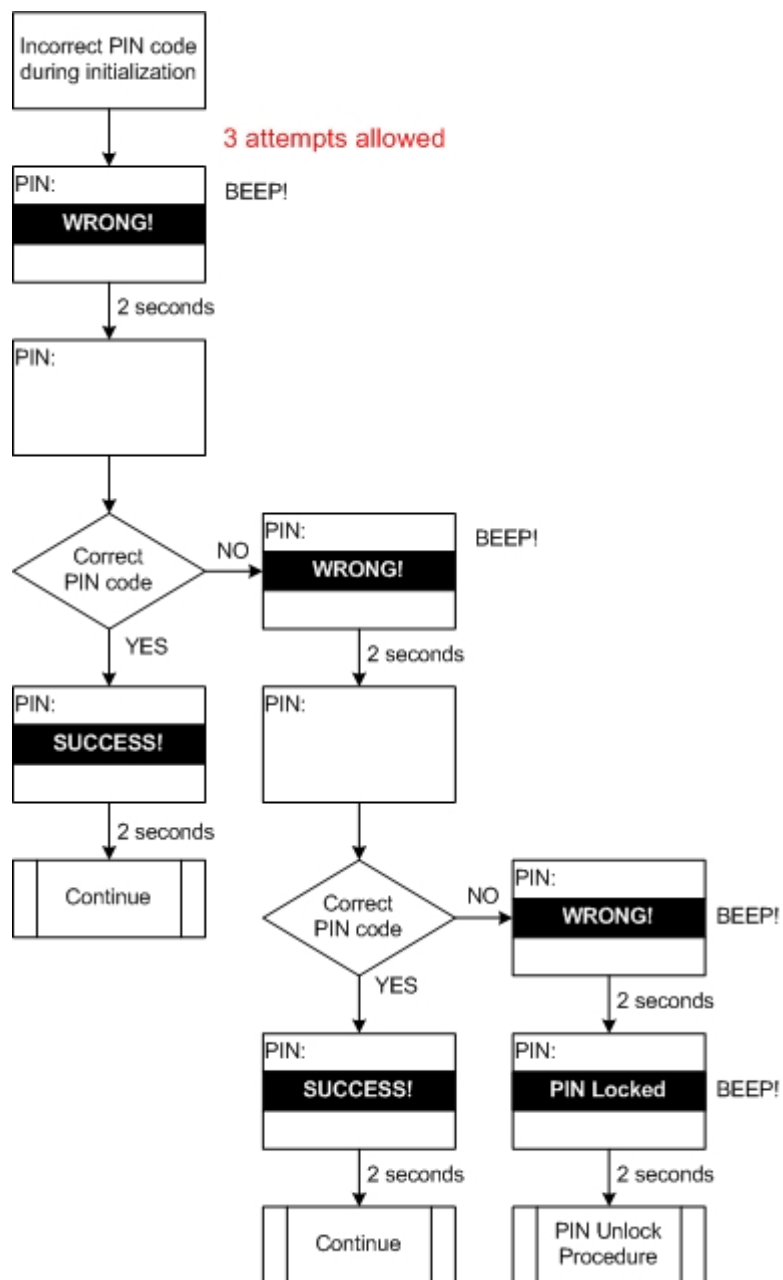 Incorrect PIN code
during initialization
3 attempts allowed
PIN:
BEEP!
WRONG!
2 seconds
PIN:
Correct
PIN code
NO
PIN:
BEEP!
WRONG!
YES
2 seconds
PIN:
SUCCESS!
PIN:
2 seconds
Continue
Correct
PIN code
NO
PIN:
WRONG!
BEEP!
YES
2 seconds
PIN:
SUCCESS!
PIN:
PIN Locked
BEEP!
2 seconds
2 seconds
Continue
PIN Unlock
Procedure